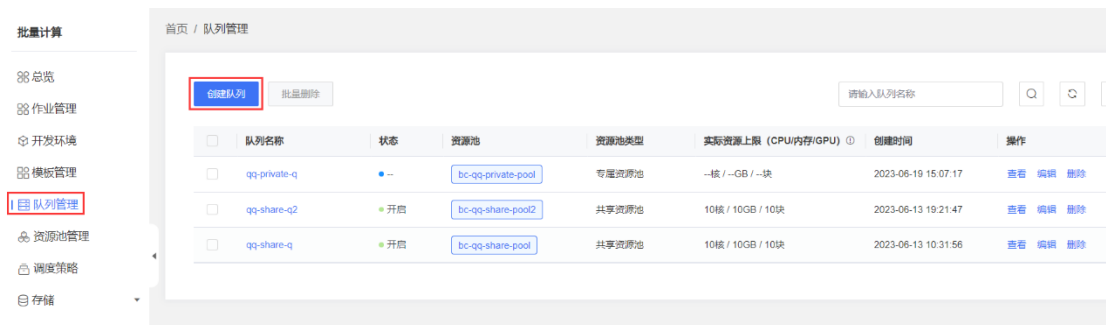 批量计算
首页 / 队列管理
总览
作业管理
开发环境
模板管理
队列管理
资源池管理
调度策略
存储
创建队列 批量删除 请输入队列名称
队列名称 状态 资源池 资源池类型 实际资源上限（CPU/内存/GPU） 创建时间 操作
qq-private-q -- bc-qq-private-pool 专属资源池 --核 / --GB / --块 2023-06-19 15:07:17 查看 编辑 删除
qq-share-q2 开启 bc-qq-share-pool2 共享资源池 10核 / 10GB / 10块 2023-06-13 19:21:47 查看 编辑 删除
qq-share-q 开启 bc-qq-share-pool 共享资源池 10核 / 10GB / 10块 2023-06-13 10:31:56 查看 编辑 删除